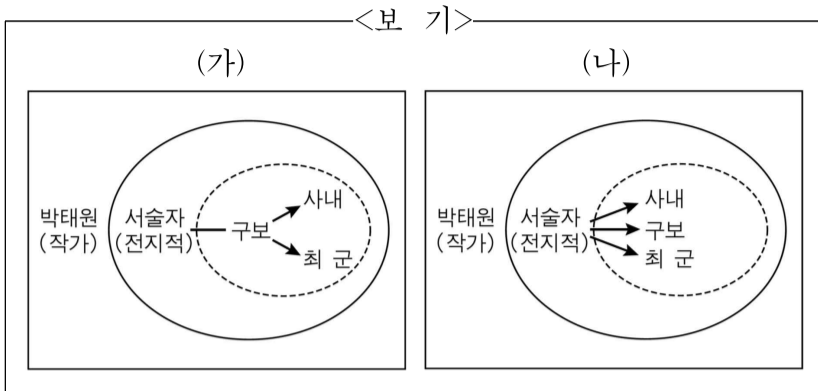 <보 기>
(가)
(나)
박태원
(작가)
서술자
(전지적)
구보
사내
최 군
박태원
(작가)
서술자
(전지적)
사내
구보
최 군